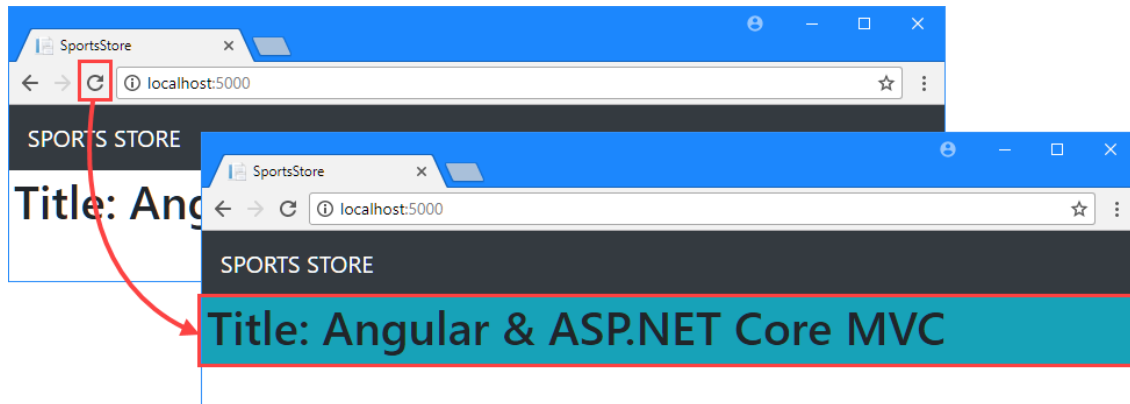 SportsStore
localhost:5000
SPORTS STORE
Title: Ang
SportsStore
localhost:5000
SPORTS STORE
Title: Angular & ASP.NET Core MVC